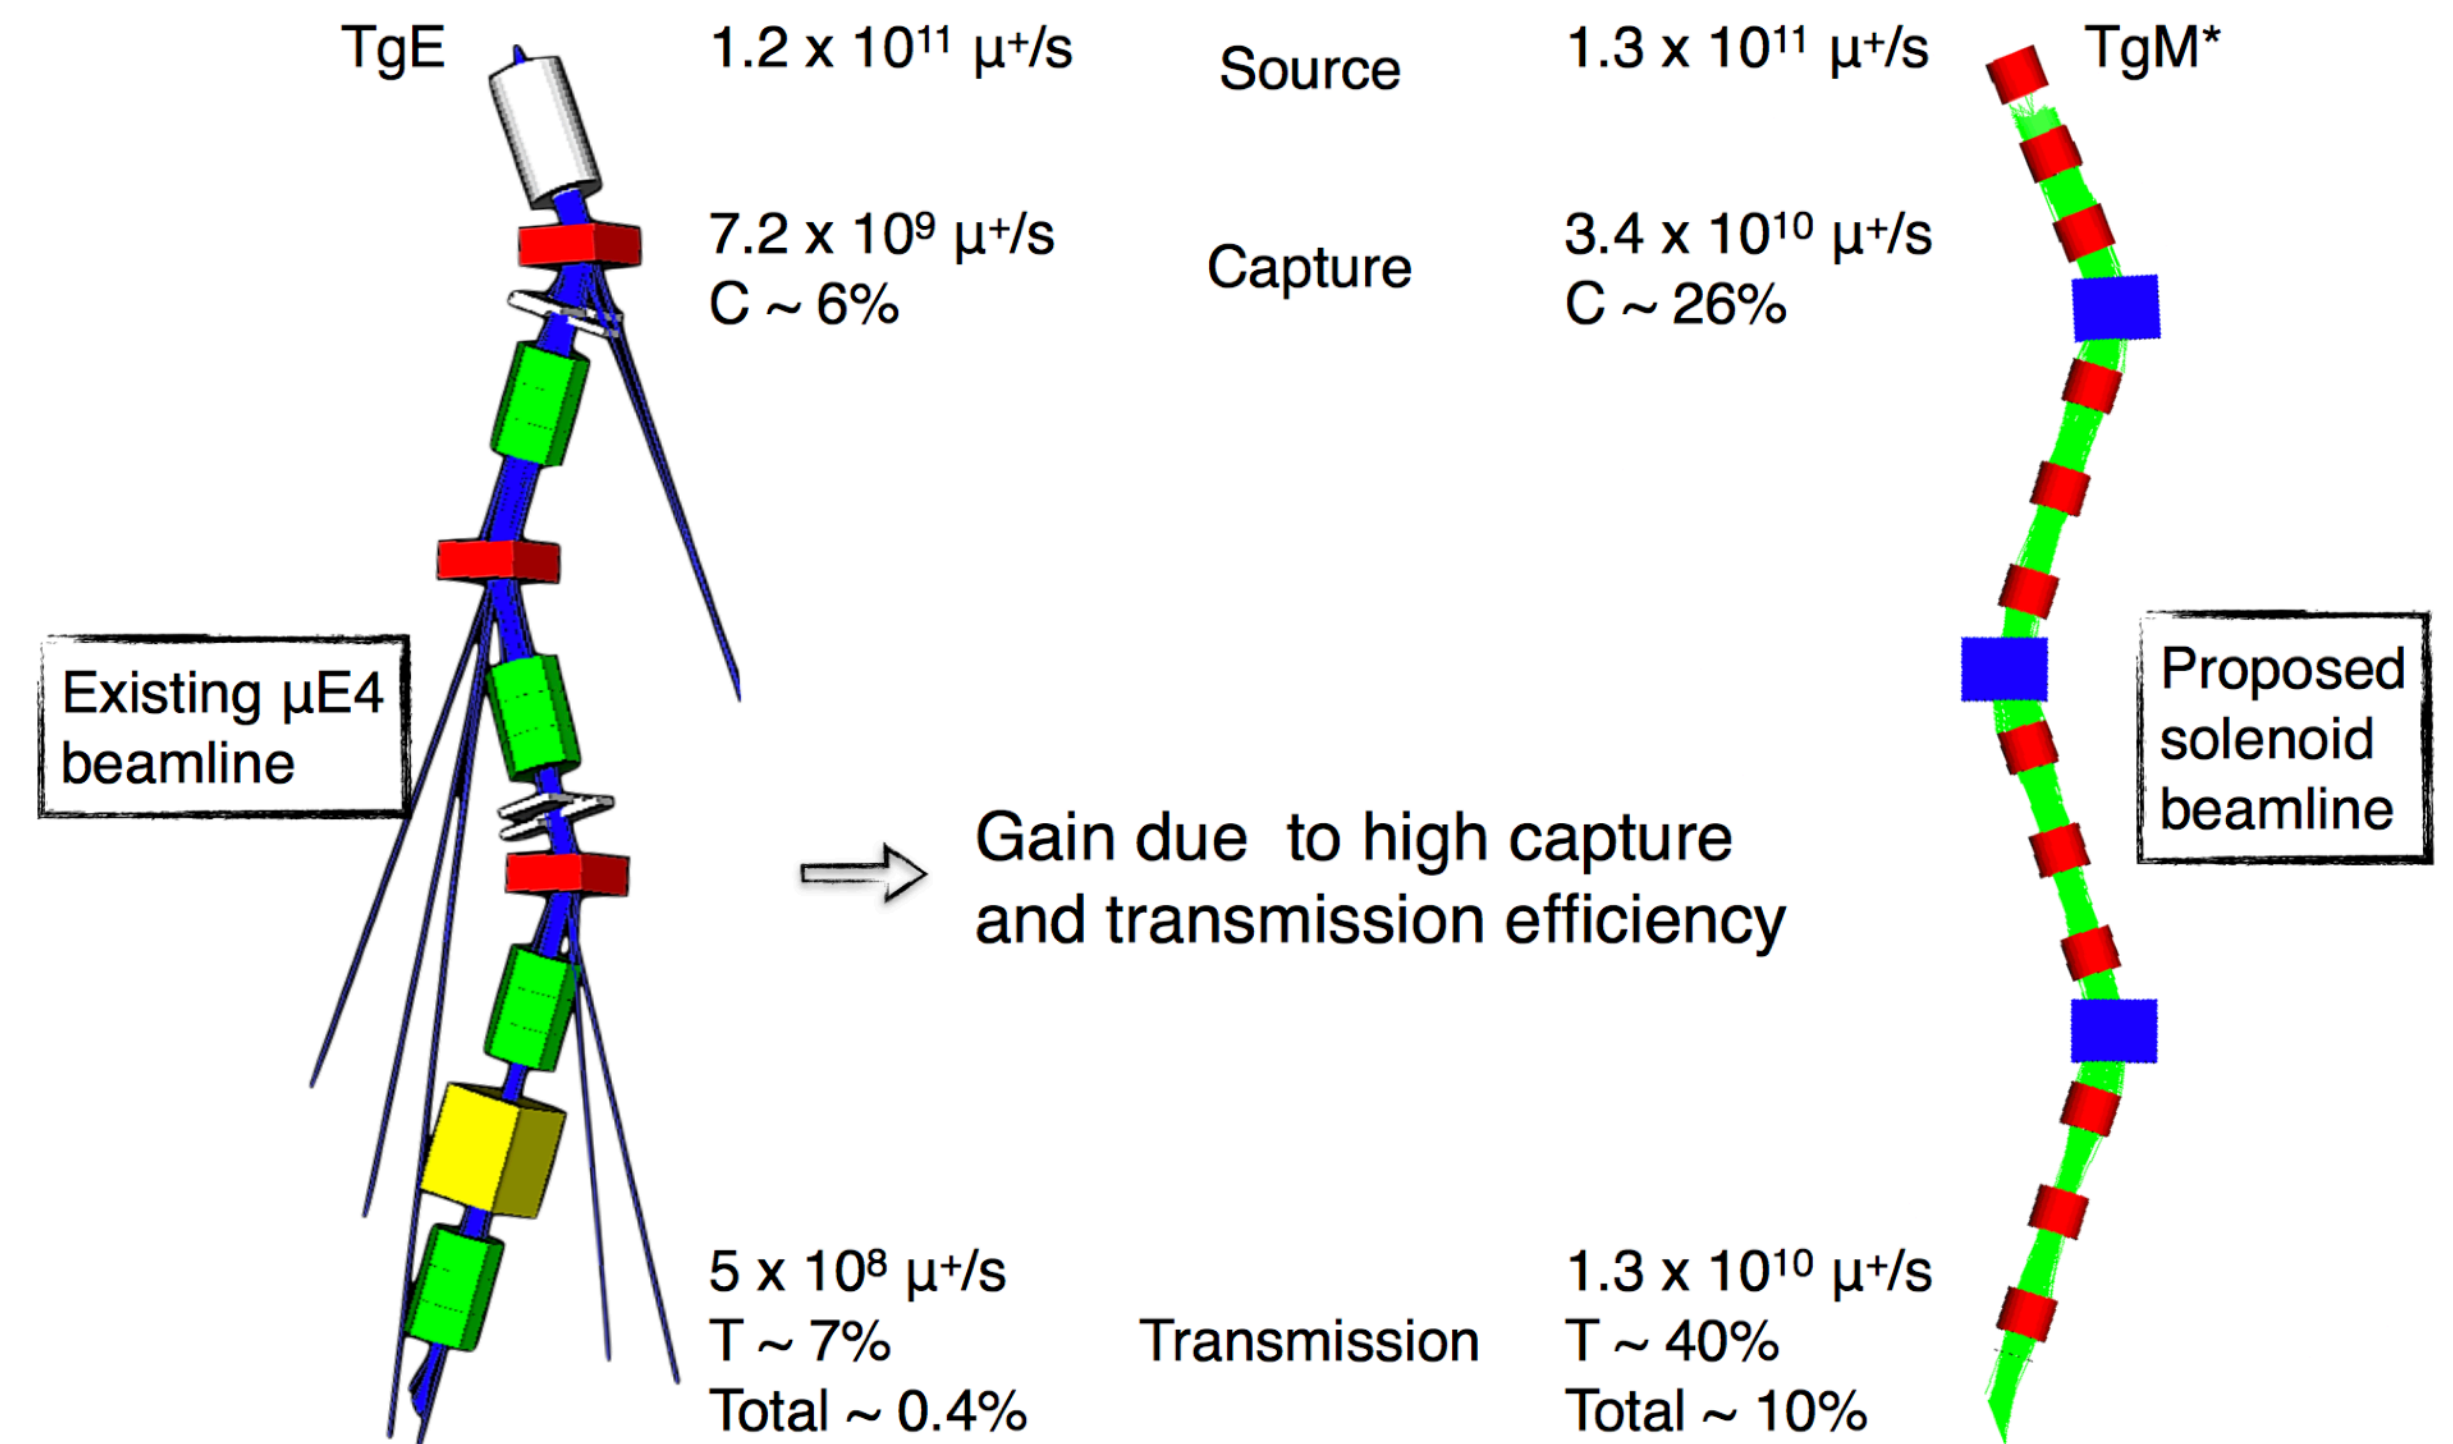 TgE
1.2 x 10¹¹ µ⁺/s
Source
1.3 x 10¹¹ µ⁺/s
TgM*
7.2 x 10⁹ µ⁺/s
C ~ 6%
Capture
3.4 x 10¹⁰ µ⁺/s
C ~ 26%
Existing µE4
beamline
Proposed
solenoid
beamline
Gain due  to high capture
and transmission efficiency
5 x 10⁸ µ⁺/s
T ~ 7%
Total ~ 0.4%
Transmission
1.3 x 10¹⁰ µ⁺/s
T ~ 40%
Total ~ 10%